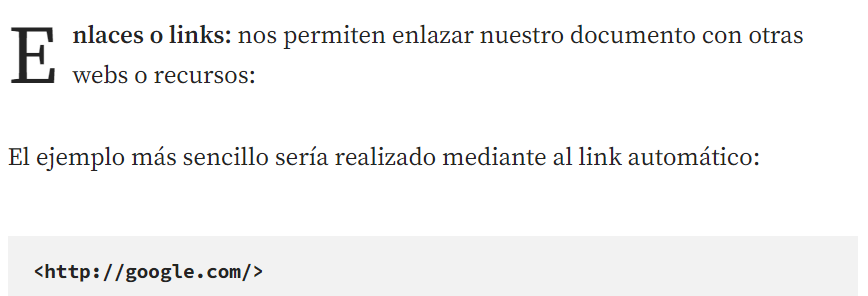 Enlaces o links: nos permiten enlazar nuestro documento con otras
webs o recursos:
El ejemplo más sencillo sería realizado mediante al link automático:
<http://google.com/>